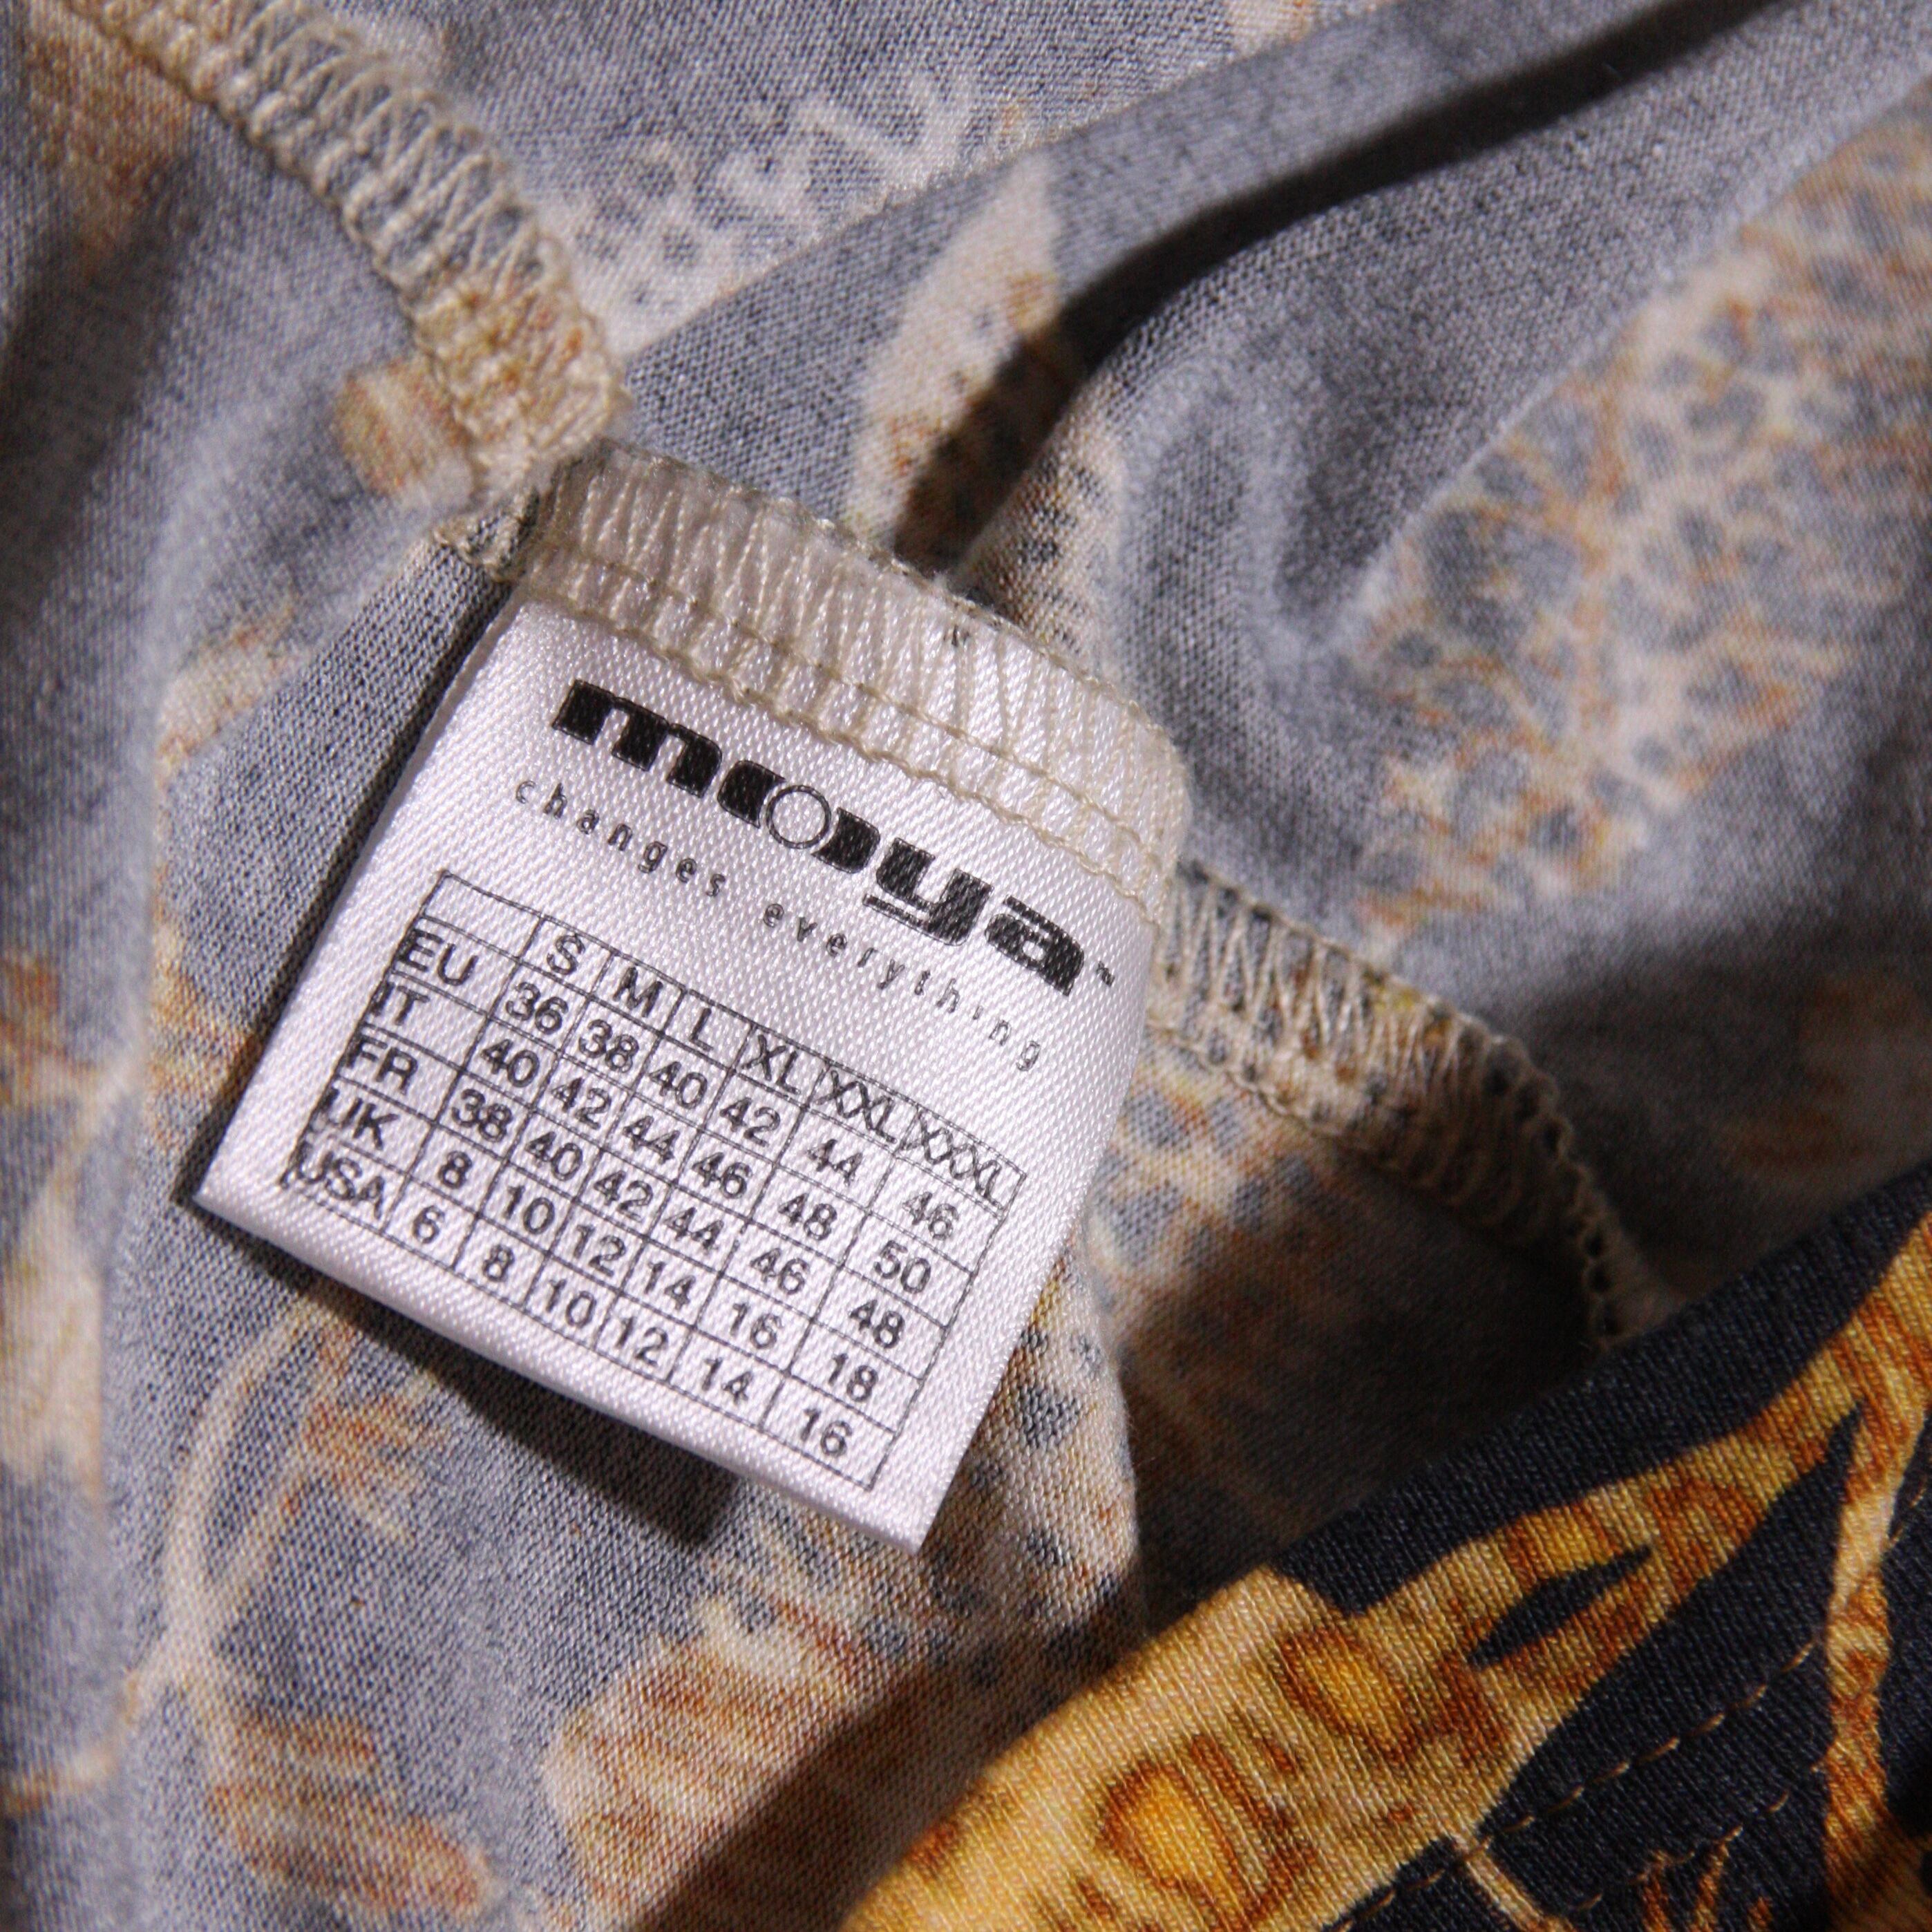 mooya™
changes everything
S M L XL XXL XXXL
EU 36 38 40 42 44 46
IT 40 42 44 46 48 50
FR 38 40 42 44 46 48
UK 8 10 12 14 16 18
USA 6 8 10 12 14 16